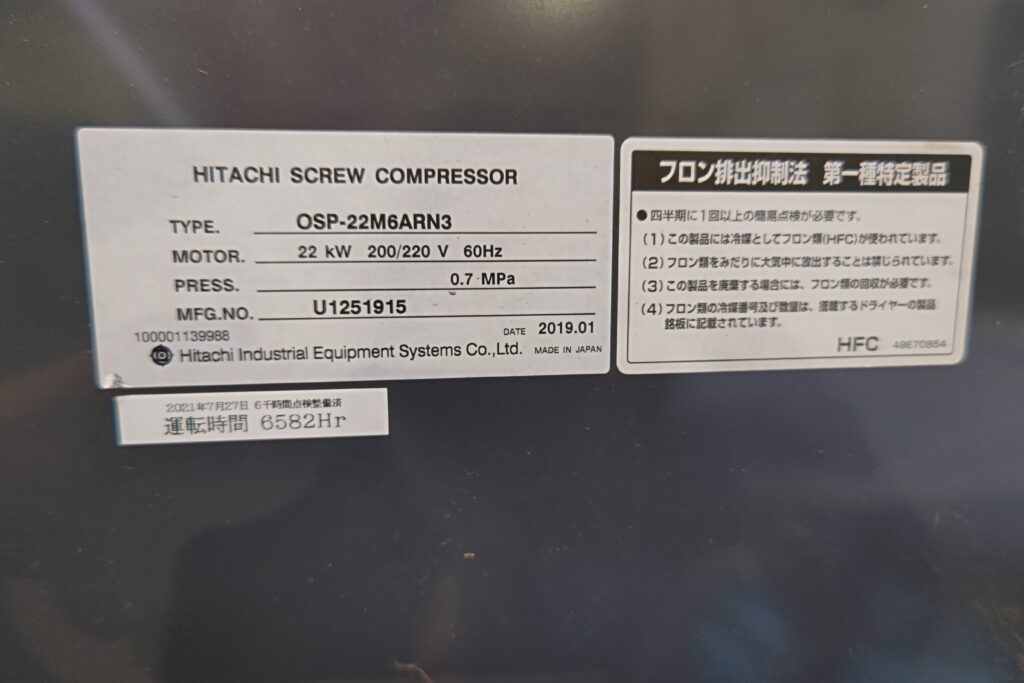 HITACHI SCREW COMPRESSOR
TYPE. OSP-22M6ARN3
MOTOR. 22 kW 200/220 V 60Hz
PRESS. 0.7 MPa
MFG.NO. U1251915
100001139988 DATE 2019.01
Hitachi Industrial Equipment Systems Co.,Ltd. MADE IN JAPAN
2021年7月27日 6千時間点検整備済
運転時間 6582Hr
フロン排出抑制法 第一種特定製品
●四半期に1回以上の簡易点検が必要です。
(1)この製品には冷媒としてフロン類(HFC)が使われています。
(2)フロン類をみだりに大気中に放出することは禁じられています。
(3)この製品を廃棄する場合には、フロン類の回収が必要です。
(4)フロン類の冷媒番号及び数量は、搭載するドライヤーの製品
銘板に記載されています。
HFC 49670854